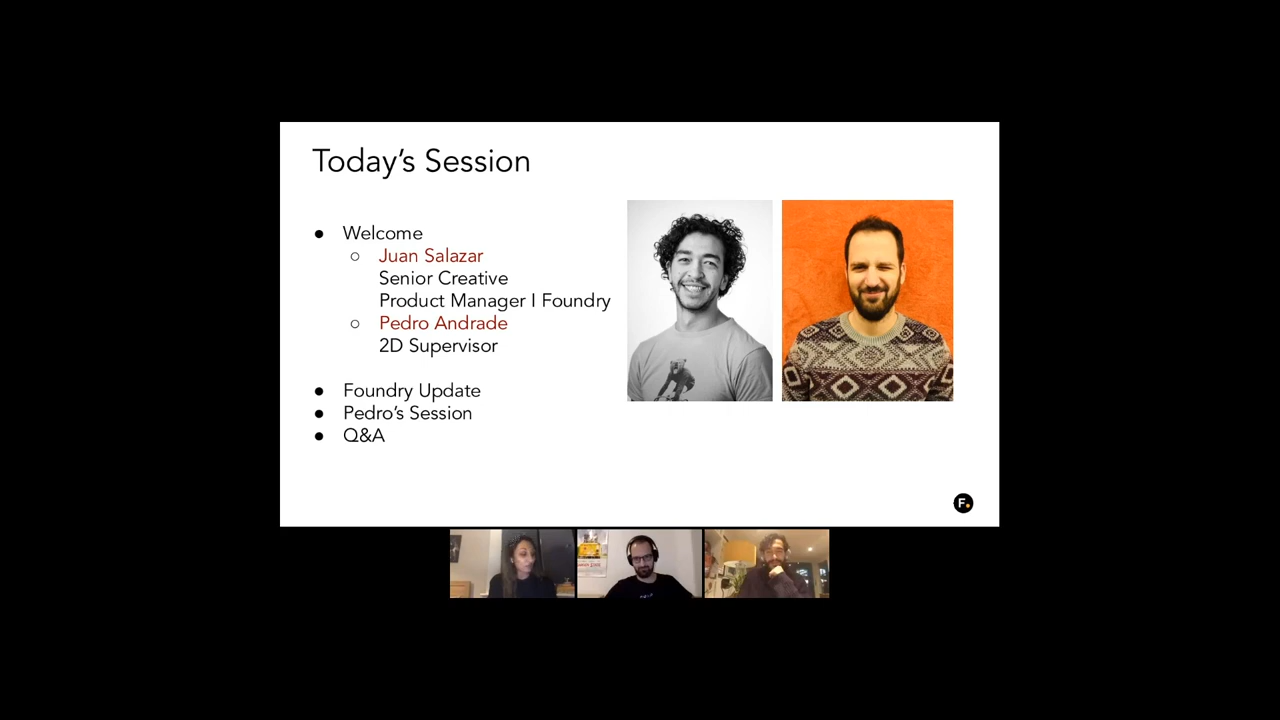 Today's Session
● Welcome
○ Juan Salazar
Senior Creative
Product Manager I Foundry
○ Pedro Andrade
2D Supervisor
● Foundry Update
● Pedro's Session
● Q&A
F.